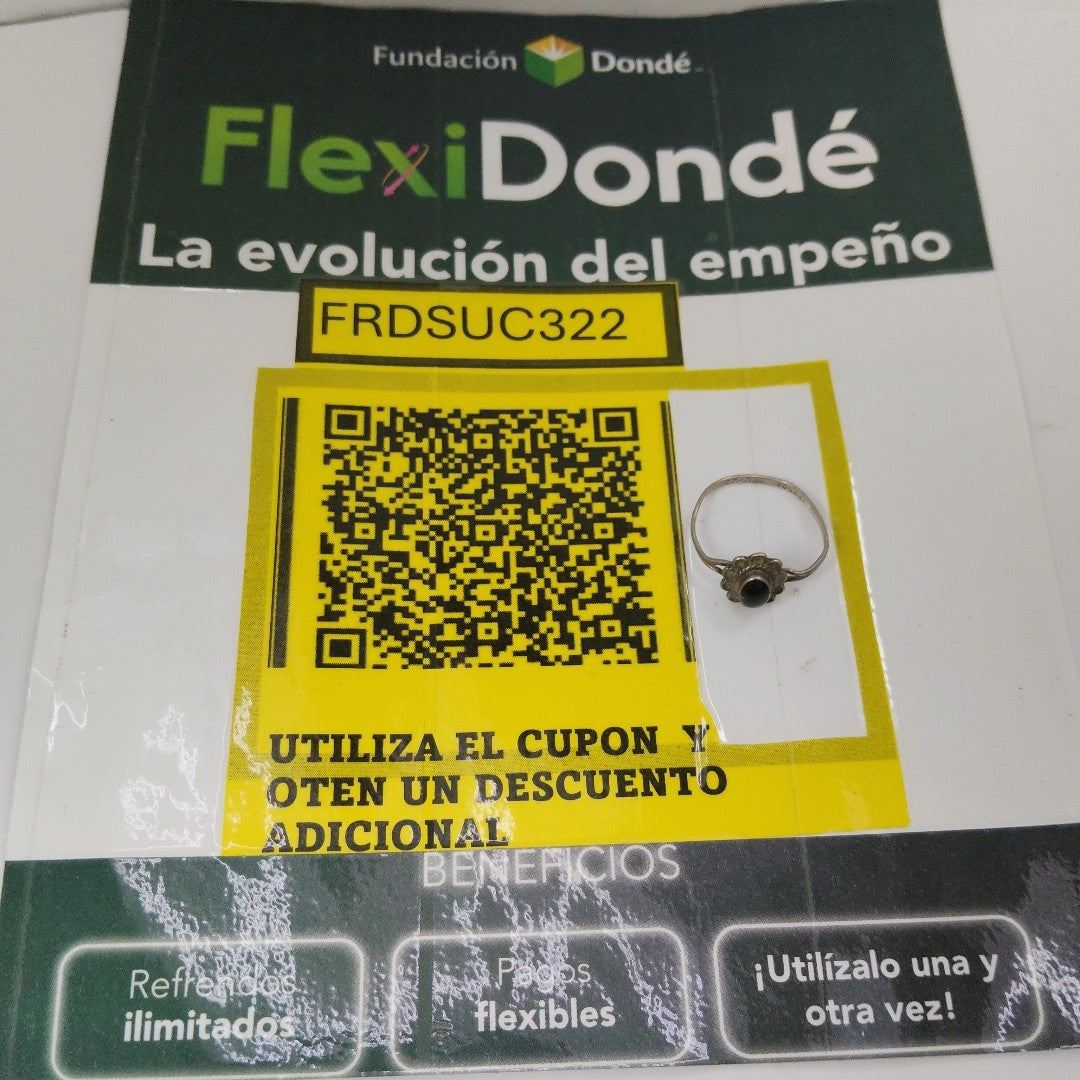 Fundación Dondé
FlexiDondé
La evolución del empeño
FRDSUC322
UTILIZA EL CUPON Y
OTEN UN DESCUENTO
ADICIONAL
BENEFICIOS
Refrendos
ilimitados
Pagos
flexibles
¡Utilízalo una y
otra vez!